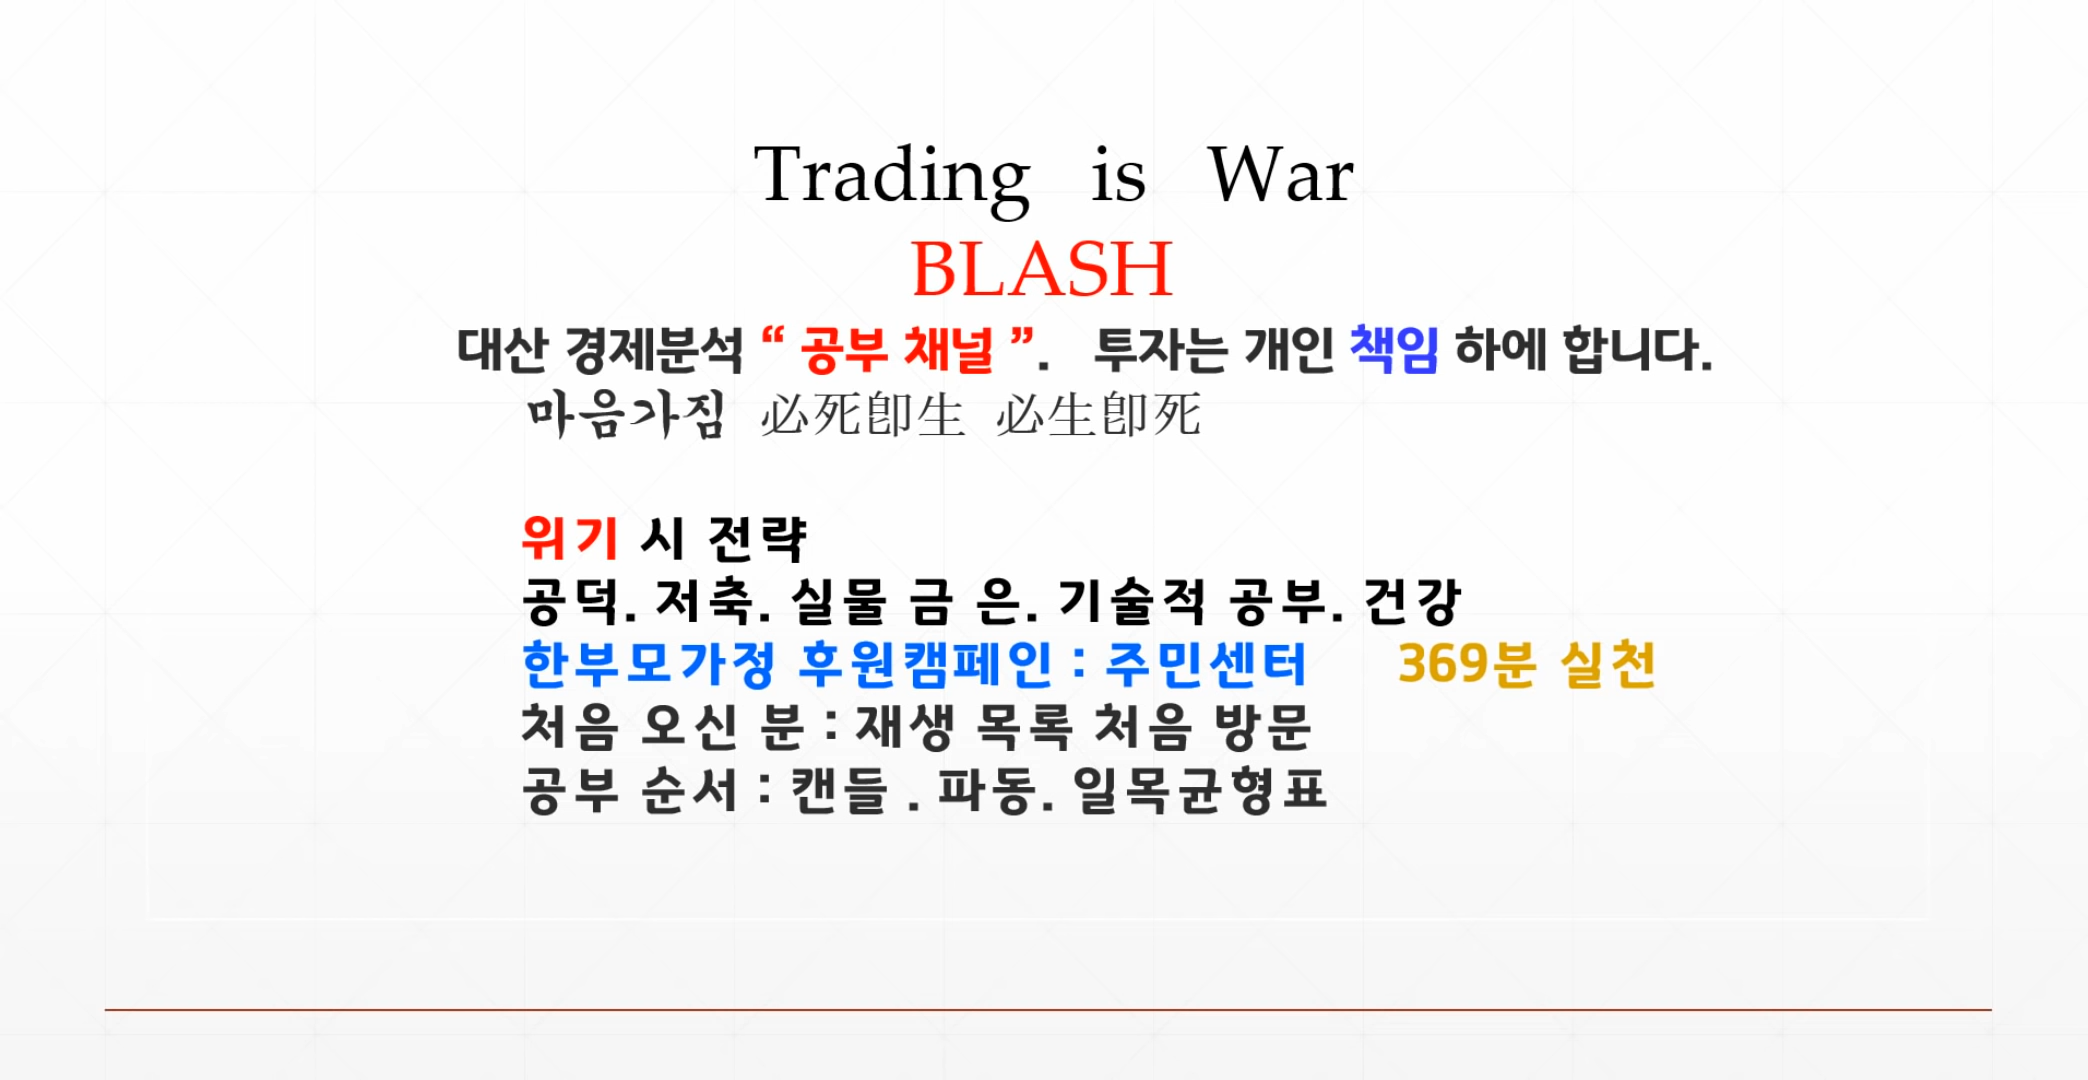 Trading is War
BLASH
대산 경제분석 “ 공부 채널 ”. 투자는 개인 책임 하에 합니다.
마음가짐 必死卽生 必生卽死
위기 시 전략
공덕. 저축. 실물 금 은. 기술적 공부. 건강
한부모가정 후원캠페인 : 주민센터 369분 실천
처음 오신 분 : 재생 목록 처음 방문
공부 순서 : 캔들 . 파동. 일목균형표